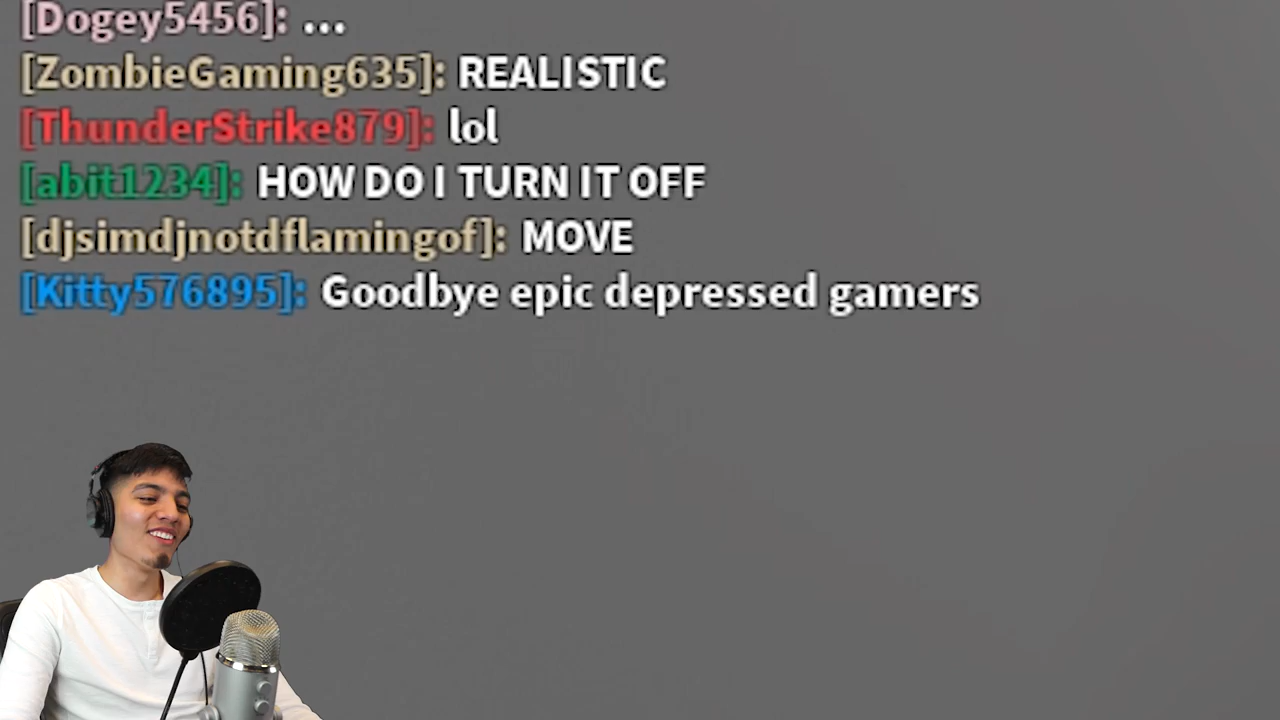 [Dogey5456]: ...
[ZombieGaming635]: REALISTIC
[ThunderStrike879]: lol
[abit1234]: HOW DO I TURN IT OFF
[djsimdjnotdflamingof]: MOVE
[Kitty576895]: Goodbye epic depressed gamers